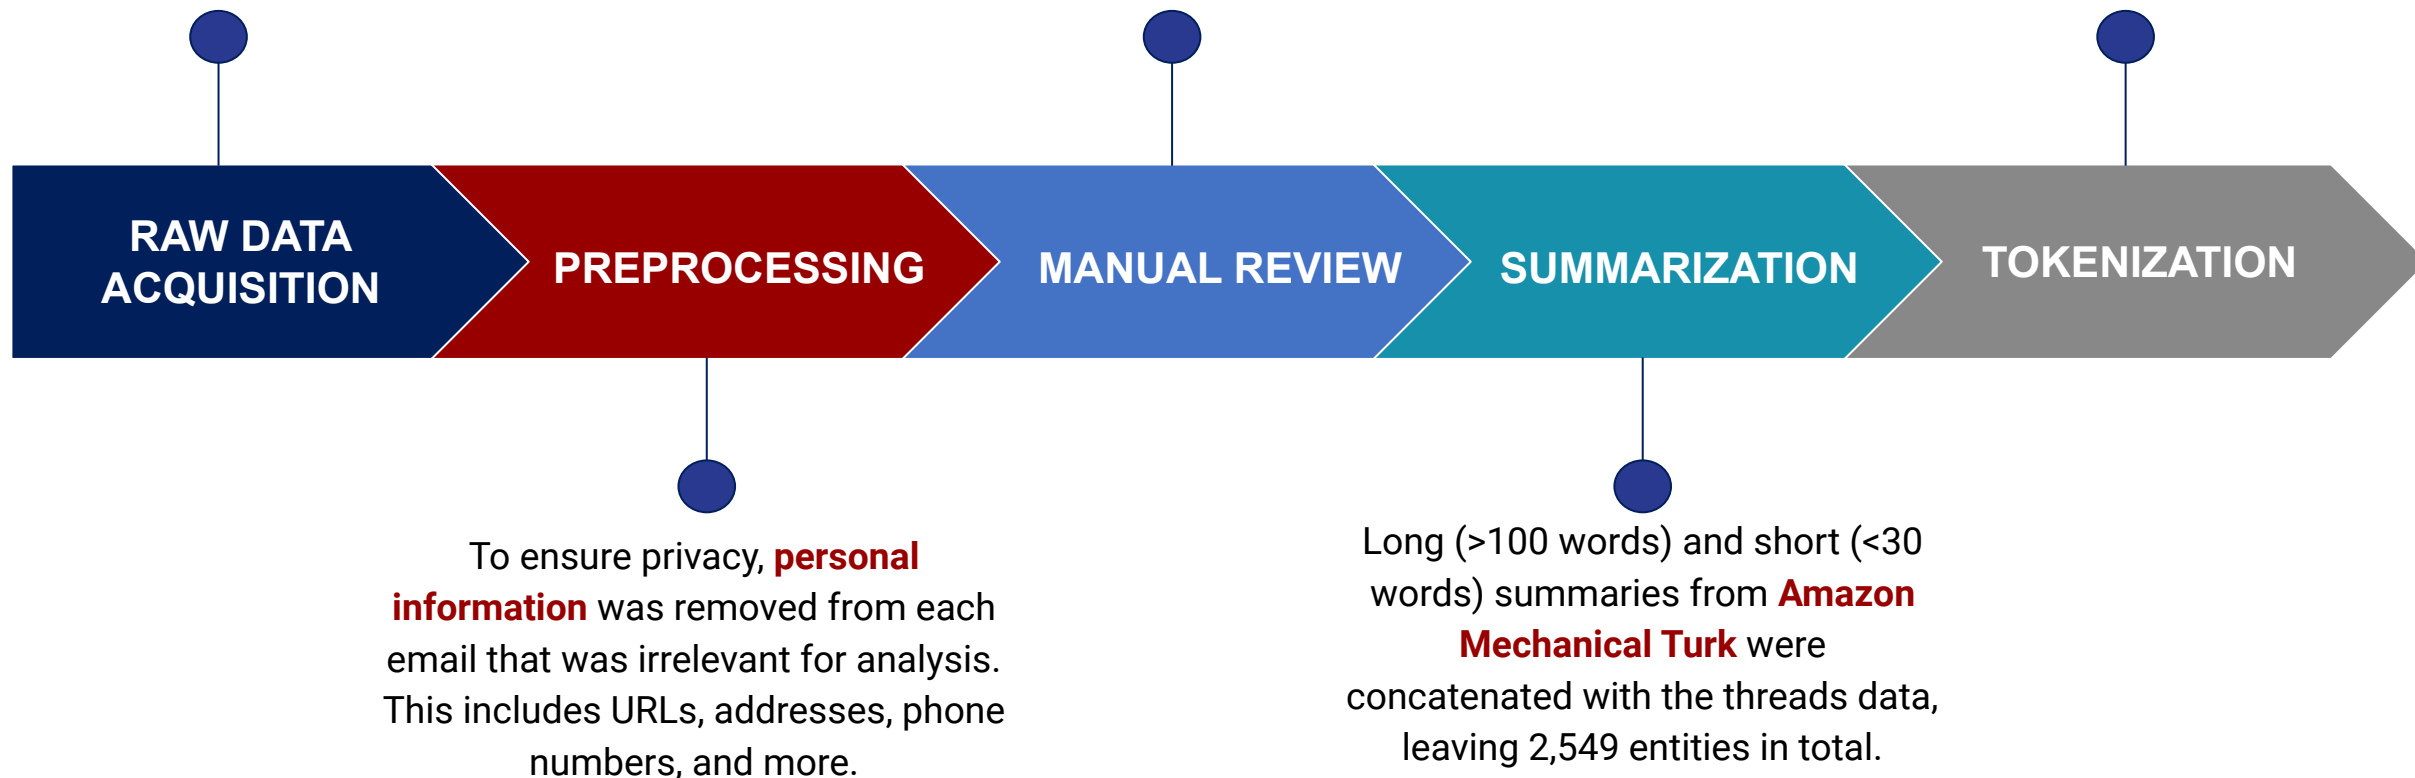 RAW DATA
ACQUISITION
PREPROCESSING
MANUAL REVIEW
SUMMARIZATION
TOKENIZATION
To ensure privacy, personal
information was removed from each
email that was irrelevant for analysis.
This includes URLs, addresses, phone
numbers, and more.
Long (>100 words) and short (<30
words) summaries from Amazon
Mechanical Turk were
concatenated with the threads data,
leaving 2,549 entities in total.